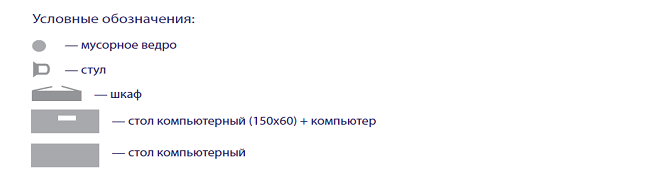 Условные обозначения:
— мусорное ведро
— стул
— шкаф
— стол компьютерный (150х60) + компьютер
— стол компьютерный